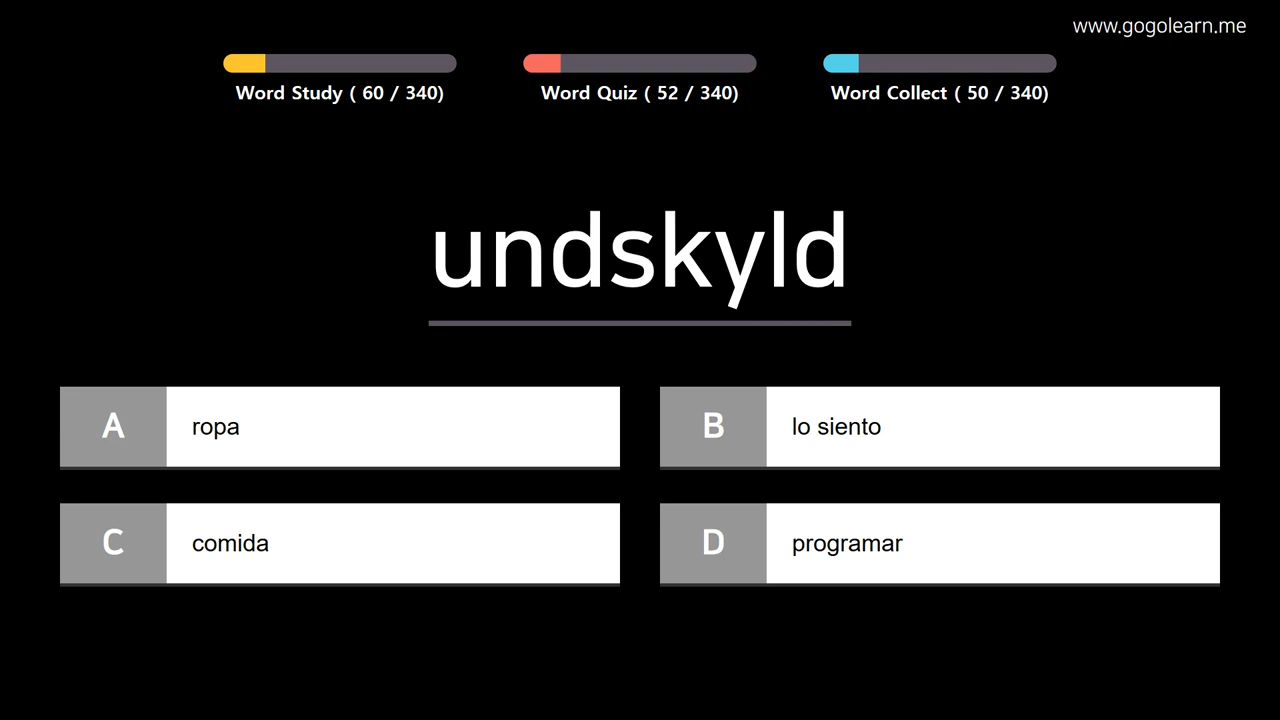 www.gogolearn.me
Word Study ( 60 / 340)
Word Quiz ( 52 / 340)
Word Collect ( 50 / 340)
undskyld
A ropa
B lo siento
C comida
D programar